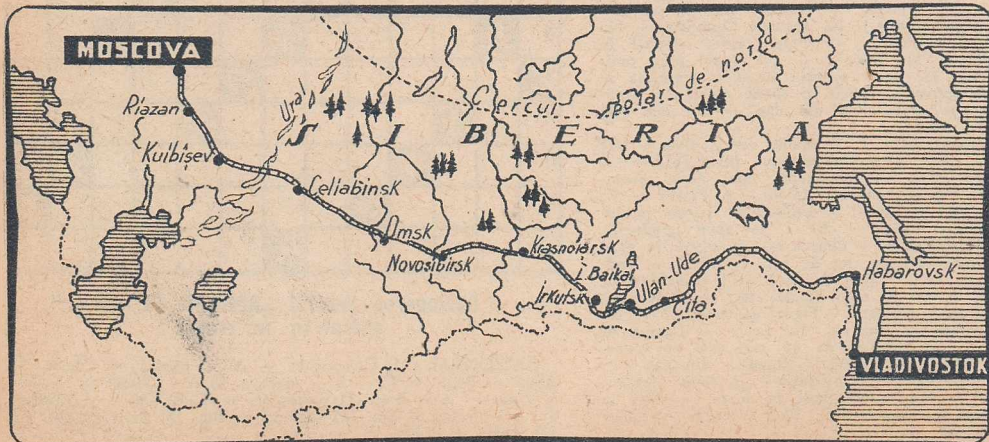 MOSCOVA
Riazan
Kuibîşev
Ural
Cercul polar de nord
SIBERIA
Celiabinsk
Omsk
Novosibirsk
Krasnoiarsk
L. Baikal
Irkutsk
Ulan-Ude
Cita
Habarovsk
VLADIVOSTOK